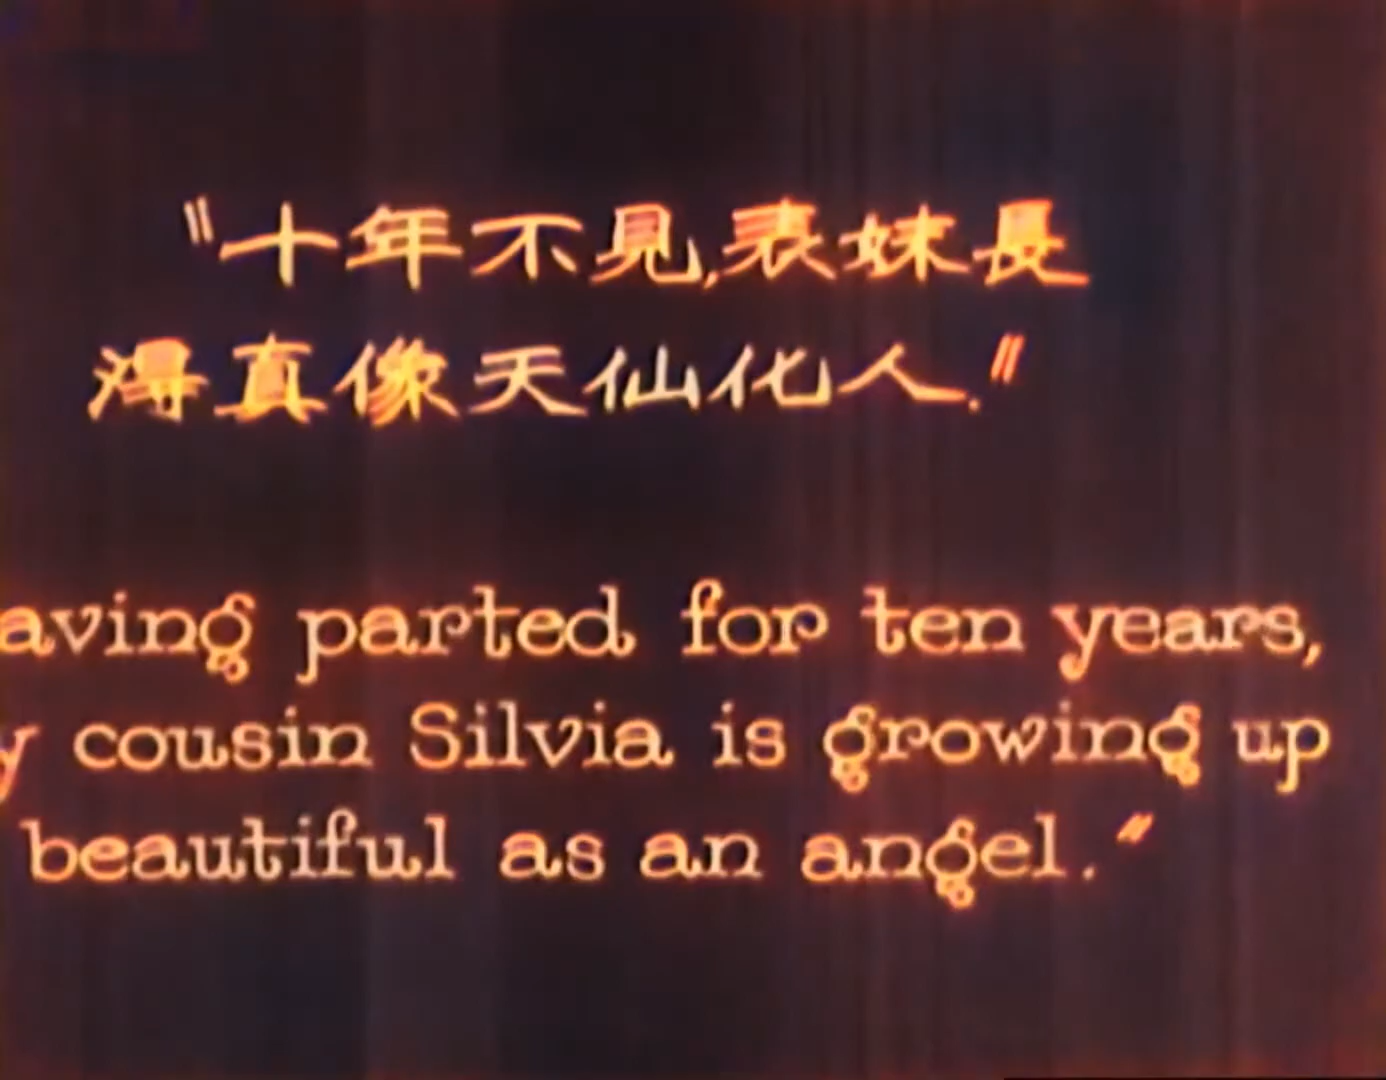 "十年不見,表妹長
得真像天仙化人."
aving parted for ten years,
y cousin Silvia is growing up
beautiful as an angel."